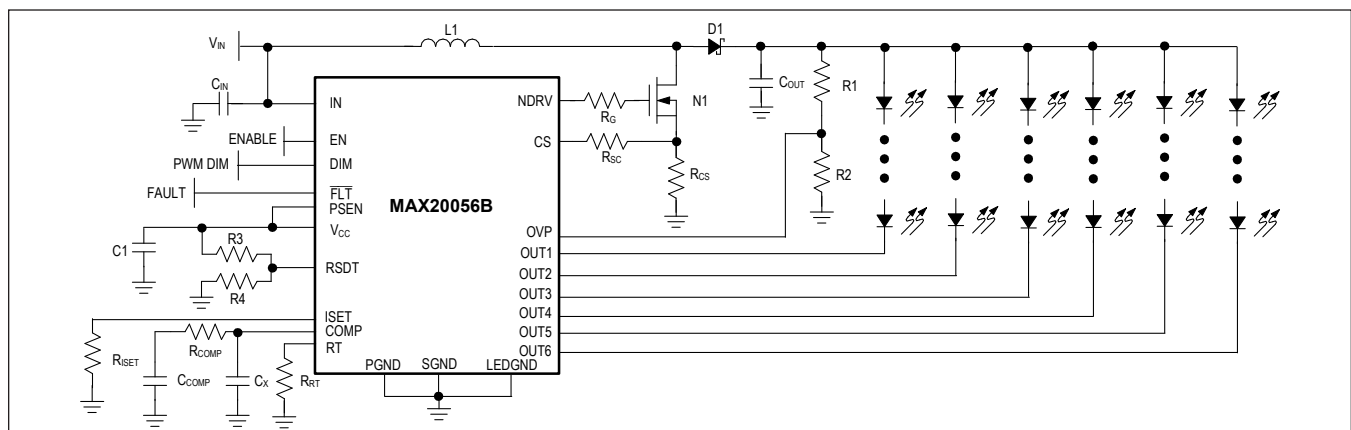 L1
D1
VIN
CIN
COUT
R1
IN
NDRV
N1
RG
ENABLE
EN
CS
RSC
PWM DIM
DIM
RCS
R2
FAULT
FLT
PSEN
MAX20056B
VCC
OVP
C1
R3
OUT1
RSDT
OUT2
R4
OUT3
ISET
OUT4
COMP
OUT5
RCOMP
RT
OUT6
RISET
PGND
SGND
LEDGND
CCOMP
CX
RRT